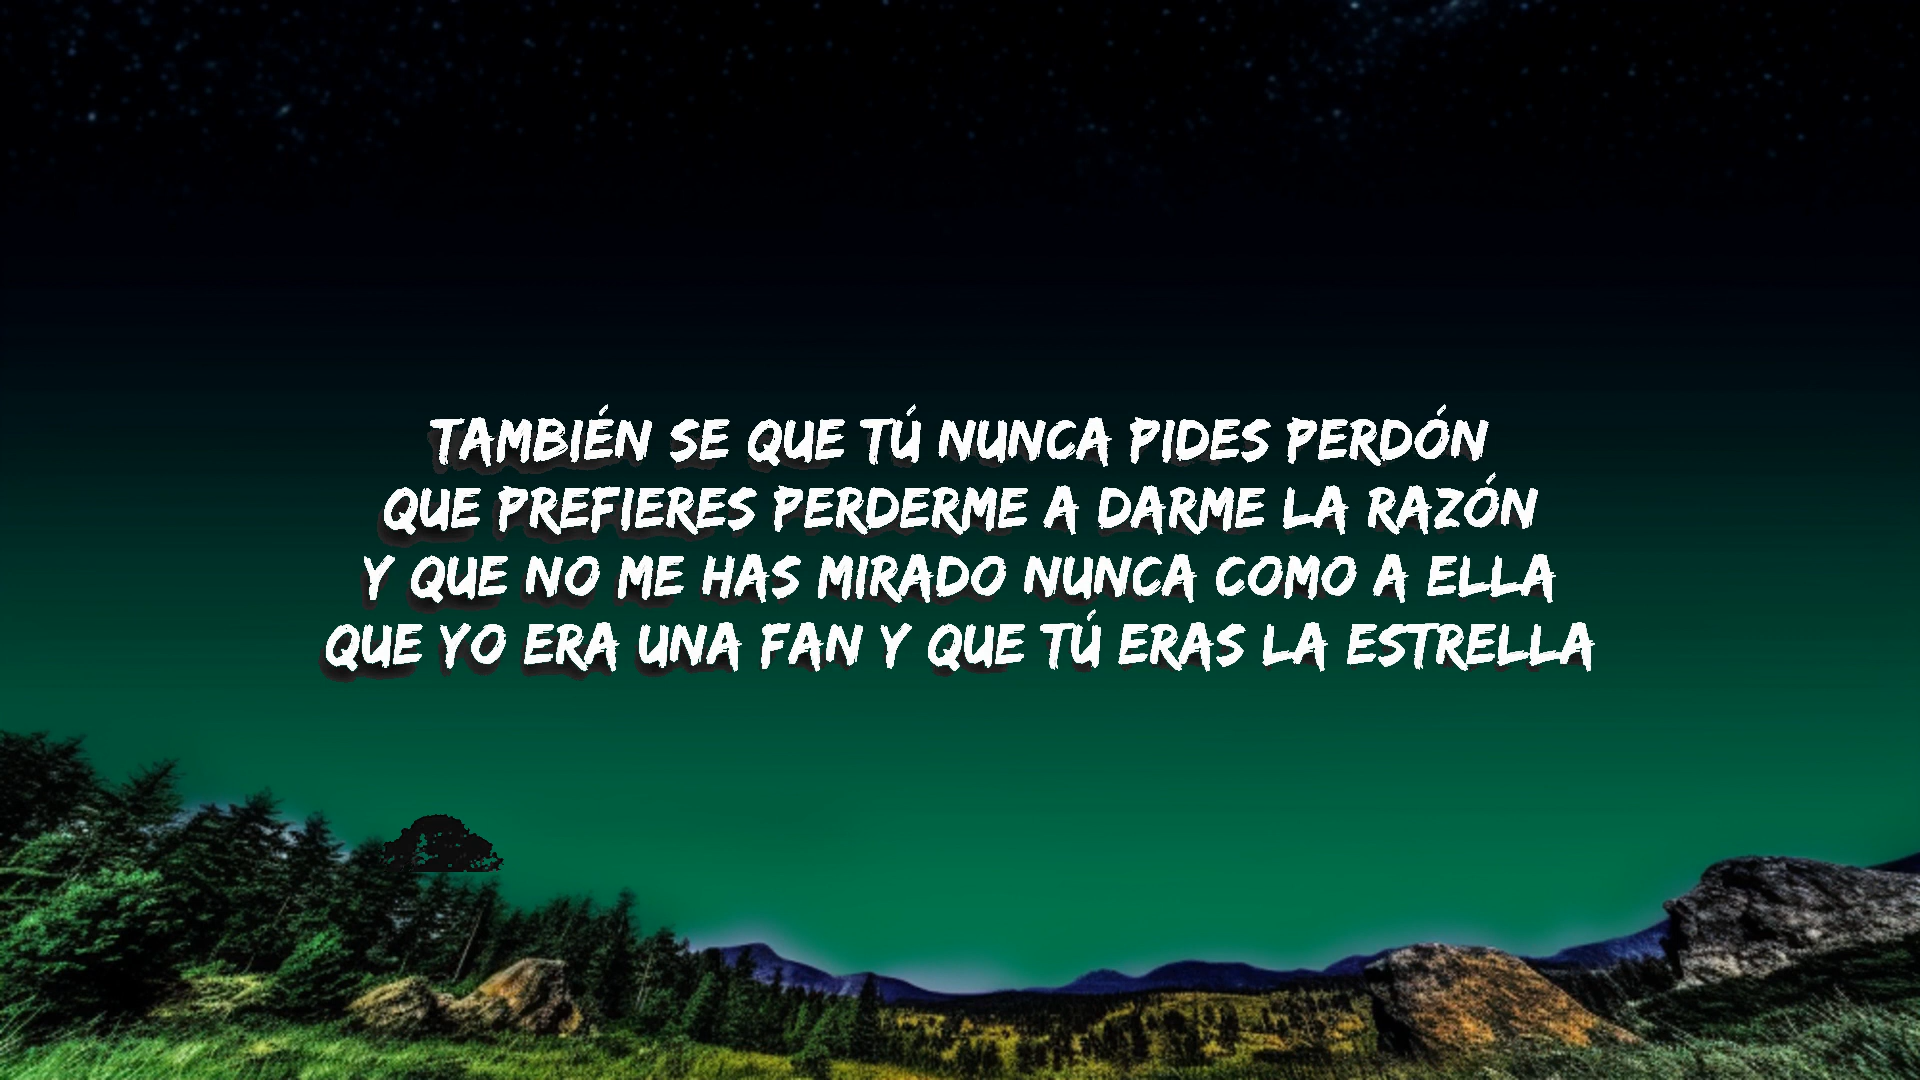 TAMBIÉN SE QUE TÚ NUNCA PIDES PERDÓN
QUE PREFIERES PERDERME A DARME LA RAZÓN
Y QUE NO ME HAS MIRADO NUNCA COMO A ELLA
QUE YO ERA UNA FAN Y QUE TÚ ERAS LA ESTRELLA